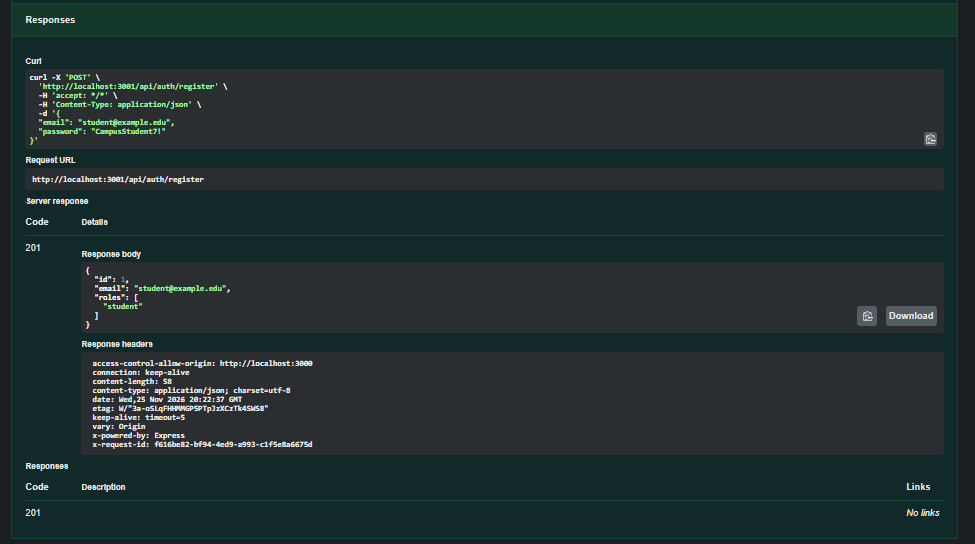 Responses
Curl
curl -X 'POST' \
'http://localhost:3001/api/auth/register' \
-H 'accept: */*' \
-H 'Content-Type: application/json' \
-d '{
"email": "student@example.edu",
"password": "CampusStudent7!"
}'
Request URL
http://localhost:3001/api/auth/register
Server response
Code Details
201
Response body
{
"id": 1,
"email": "student@example.edu",
"roles": [
"student"
]
}
Download
Response headers
access-control-allow-origin: http://localhost:3000
connection: keep-alive
content-length: 58
content-type: application/json; charset=utf-8
date: Wed,25 Nov 2026 20:22:37 GMT
etag: W/"3a-oSLqFHHMMGPSPTpJzXCzTk4SWS8"
keep-alive: timeout=5
vary: Origin
x-powered-by: Express
x-request-id: f616be82-bf94-4ed9-a993-c1f5e8a6675d
Responses
Code Description Links
201 No links